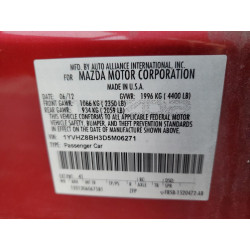 MFD. BY AUTO ALLIANCE INTERNATIONAL, INC.
FOR MAZDA MOTOR CORPORATION
MADE IN U.S.A.
DATE: 06/12 GVWR: 1996 KG (4400 LB)
FRONT GAWR: 1066 KG (2350 LB)
REAR GAWR: 934 KG (2059 LB)
THIS VEHICLE CONFORMS TO ALL APPLICABLE
FEDERAL MOTOR VEHICLE SAFETY, BUMPER,
AND THEFT PREVENTION STANDARDS IN EFFECT
ON THE DATE OF MANUFACTURE SHOWN ABOVE.
VIN: 1YVHZ8BH3D5M06271
TYPE: Passenger Car